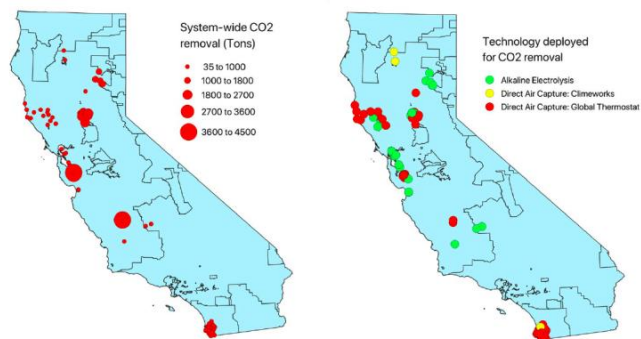 System-wide CO2
removal (Tons)
35 to 1000
1000 to 1800
1800 to 2700
2700 to 3600
3600 to 4500
Technology deployed
for CO2 removal
Alkaline Electrolysis
Direct Air Capture: Climeworks
Direct Air Capture: Global Thermostat